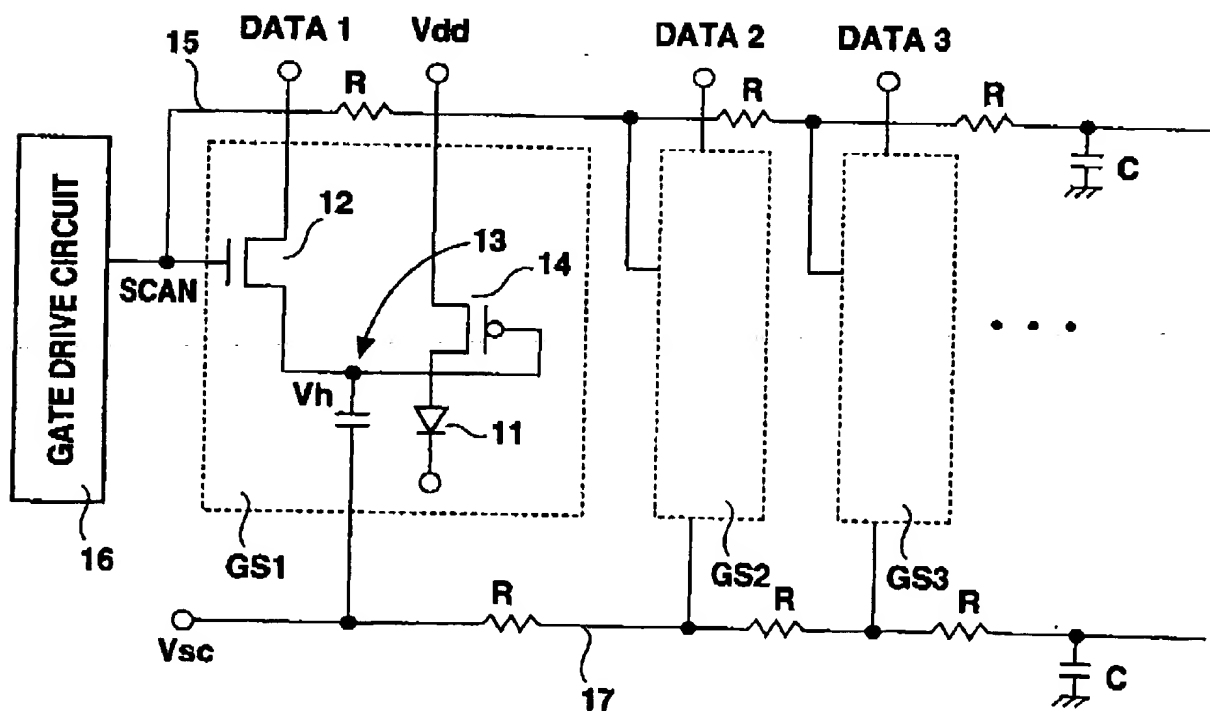 DATA 1
Vdd
DATA 2
DATA 3
15
R
R
R
GATE DRIVE CIRCUIT
12
C
13
14
SCAN
• • •
Vh
11
16
GS1
GS2
GS3
R
R
R
Vsc
17
C